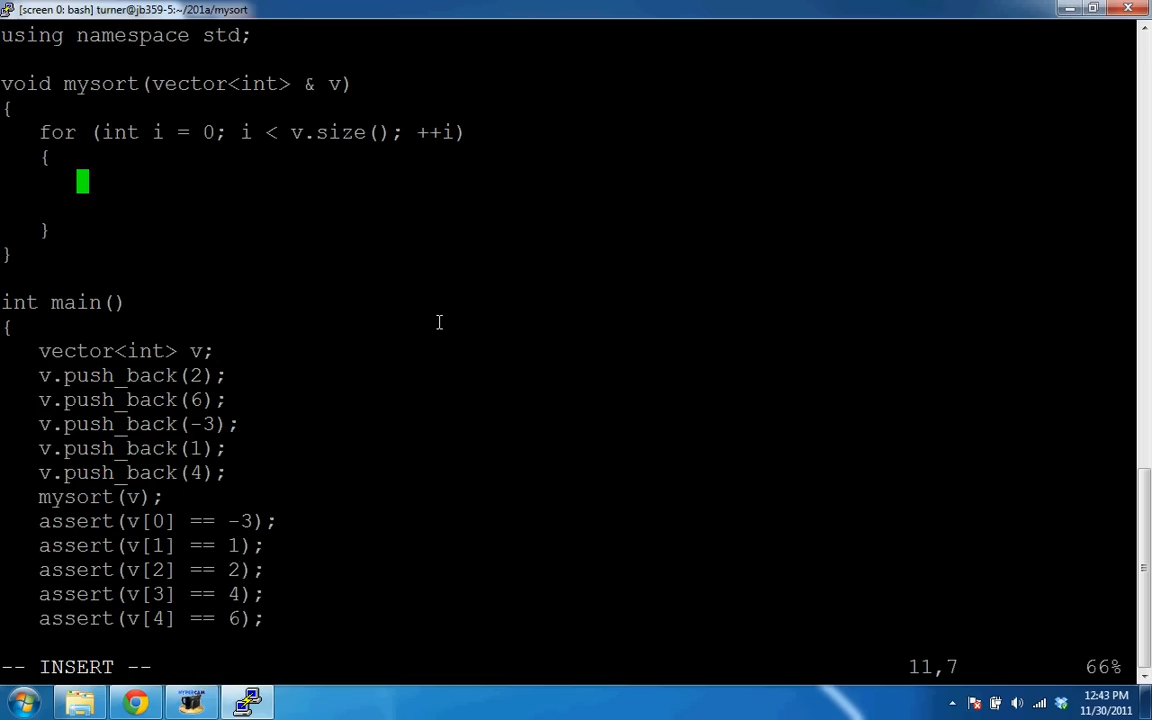 [screen 0: bash] turner@jb359-5:~/201a/mysort
using namespace std;
void mysort(vector<int> & v)
{
for (int i = 0; i < v.size(); ++i)
{
}
}
int main()
{
vector<int> v;
v.push_back(2);
v.push_back(6);
v.push_back(-3);
v.push_back(1);
v.push_back(4);
mysort(v);
assert(v[0] == -3);
assert(v[1] == 1);
assert(v[2] == 2);
assert(v[3] == 4);
assert(v[4] == 6);
-- INSERT -- 11,7 66%
HYPERCAM
12:43 PM
11/30/2011